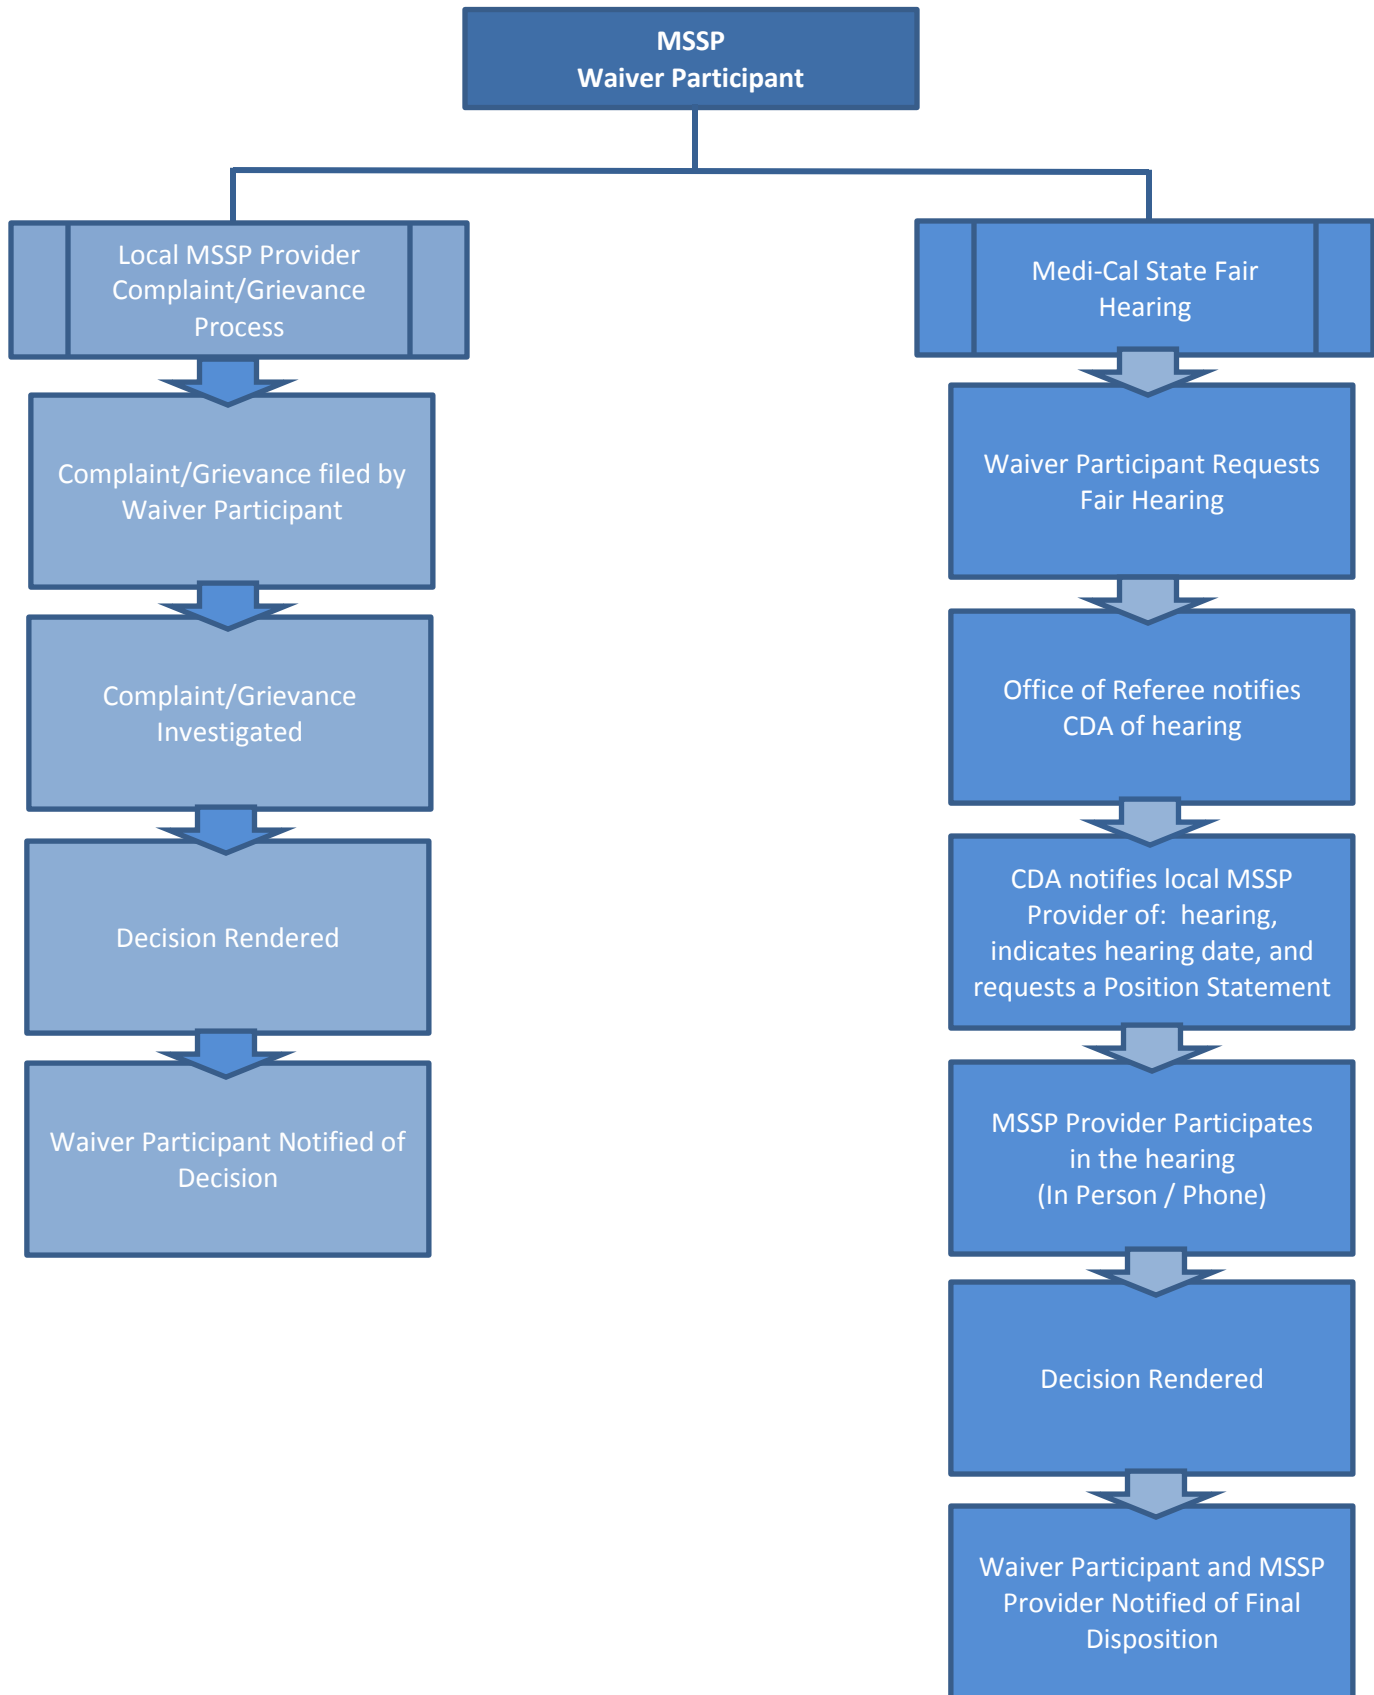 MSSP
Waiver Participant
Local MSSP Provider
Complaint/Grievance
Process
Complaint/Grievance filed by
Waiver Participant
Complaint/Grievance
Investigated
Decision Rendered
Waiver Participant Notified of
Decision
Medi-Cal State Fair
Hearing
Waiver Participant Requests
Fair Hearing
Office of Referee notifies
CDA of hearing
CDA notifies local MSSP
Provider of:  hearing,
indicates hearing date, and
requests a Position Statement
MSSP Provider Participates
in the hearing
(In Person / Phone)
Decision Rendered
Waiver Participant and MSSP
Provider Notified of Final
Disposition